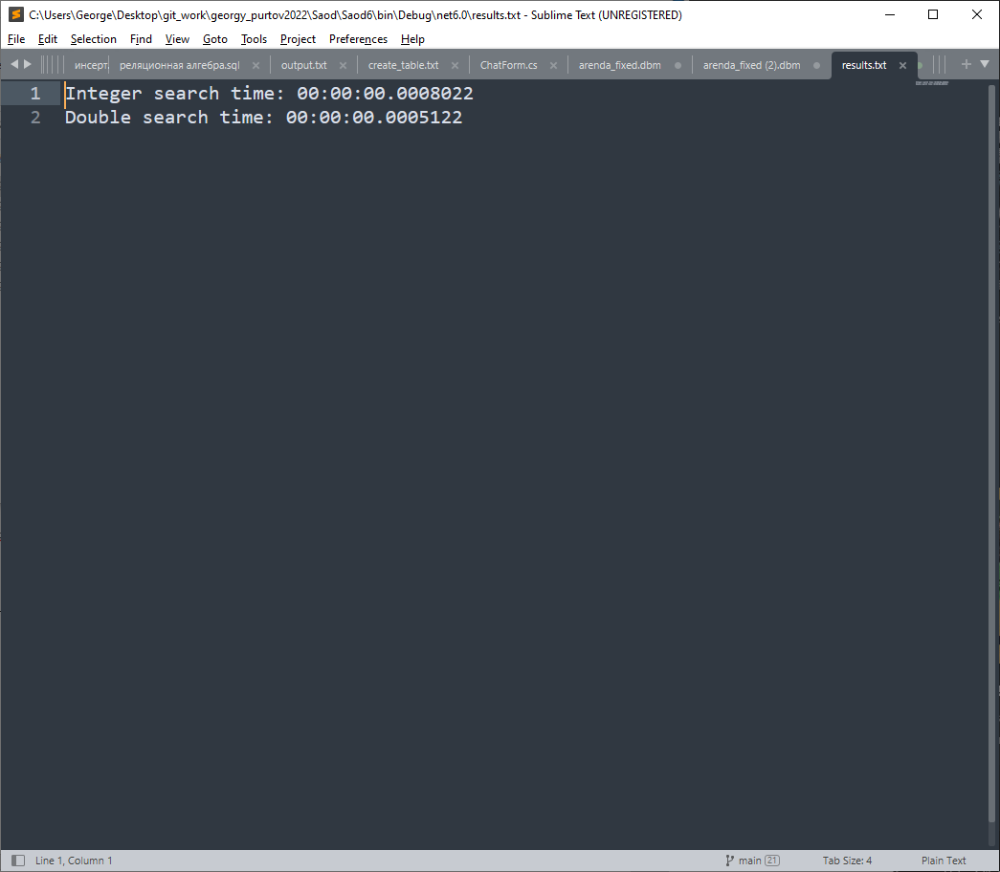 C:\Users\George\Desktop\git_work\georgy_purtov2022\Saod\Saod6\bin\Debug\net6.0\results.txt - Sublime Text (UNREGISTERED)
File Edit Selection Find View Goto Tools Project Preferences Help
инсерт реляционная алгебра.sql output.txt create_table.txt ChatForm.cs arenda_fixed.dbm arenda_fixed (2).dbm results.txt
1 Integer search time: 00:00:00.0008022
2 Double search time: 00:00:00.0005122
Line 1, Column 1 main 21 Tab Size: 4 Plain Text